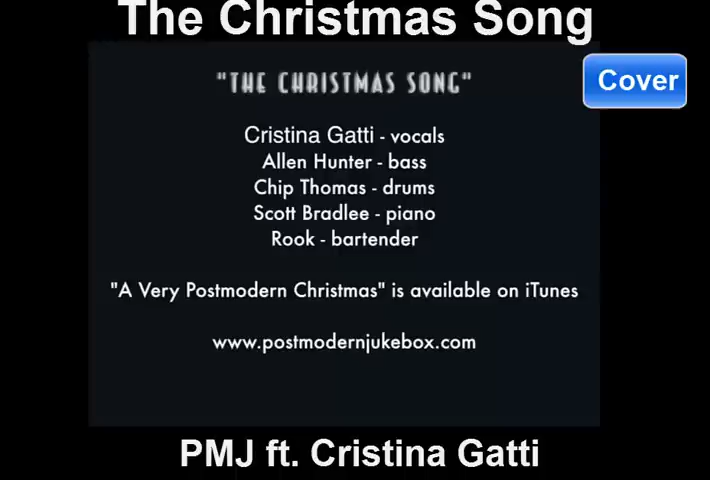 The Christmas Song
"THE CHRISTMAS SONG"
Cover
Cristina Gatti - vocals
Allen Hunter - bass
Chip Thomas - drums
Scott Bradlee - piano
Rook - bartender
"A Very Postmodern Christmas" is available on iTunes
www.postmodernjukebox.com
PMJ ft. Cristina Gatti